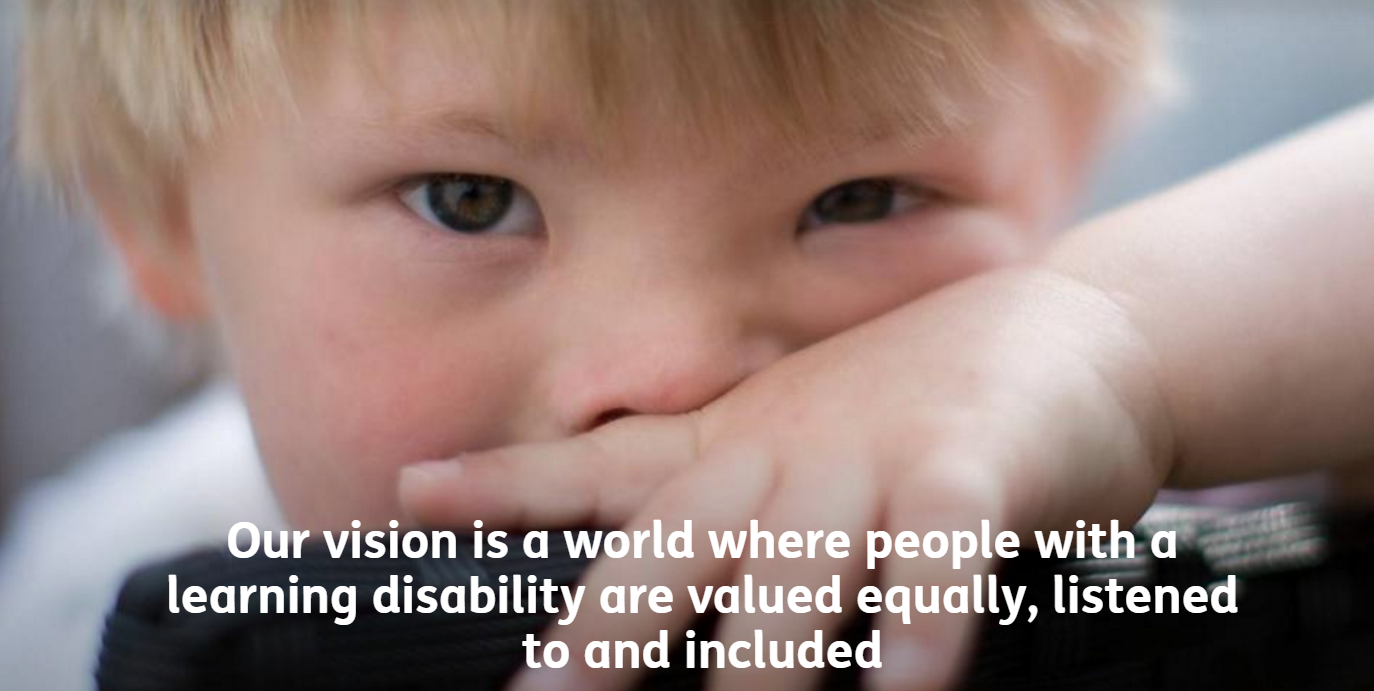 Our vision is a world where people with a
learning disability are valued equally, listened
to and included